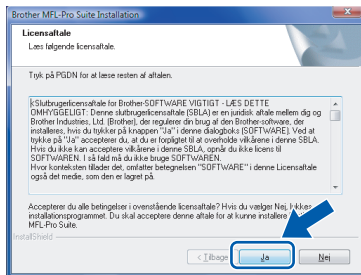 Brother MFL-Pro Suite Installation
Licensaftale
Læs følgende licensaftale.
Tryk på PGDN for at læse resten af aftalen.
kSlutbrugerlicensaftale for Brother-SOFTWARE VIGTIGT - LÆS DETTE
OMHYGGELIGT: Denne slutbrugerlicensaftale (SBLA) er en juridisk aftale mellem dig og
Brother Industries, Ltd. (Brother), der regulerer din brug af den Brother-software, der
installeres, hvis du trykker på knappen "Ja" i denne dialogboks (SOFTWARE). Ved at
trykke på "Ja" accepterer du, at du er forpligtet til at overholde vilkårene i denne SBLA.
Hvis du ikke kan acceptere vilkårene i denne SBLA, opnår du ikke licens til
SOFTWAREN. I så fald må du ikke bruge SOFTWAREN.
Hvor konteksten tillader det, omfatter betegnelsen "SOFTWARE" i denne Licensaftale
også det medie, som den er lagret på.
Accepterer du alle betingelser i ovenstående licensaftale? Hvis du vælger Nej, lukkes
installationsprogrammet. Du skal acceptere denne aftale for at kunne installere
MFL-Pro Suite.
InstallShield
< Tilbage
Ja
Nej